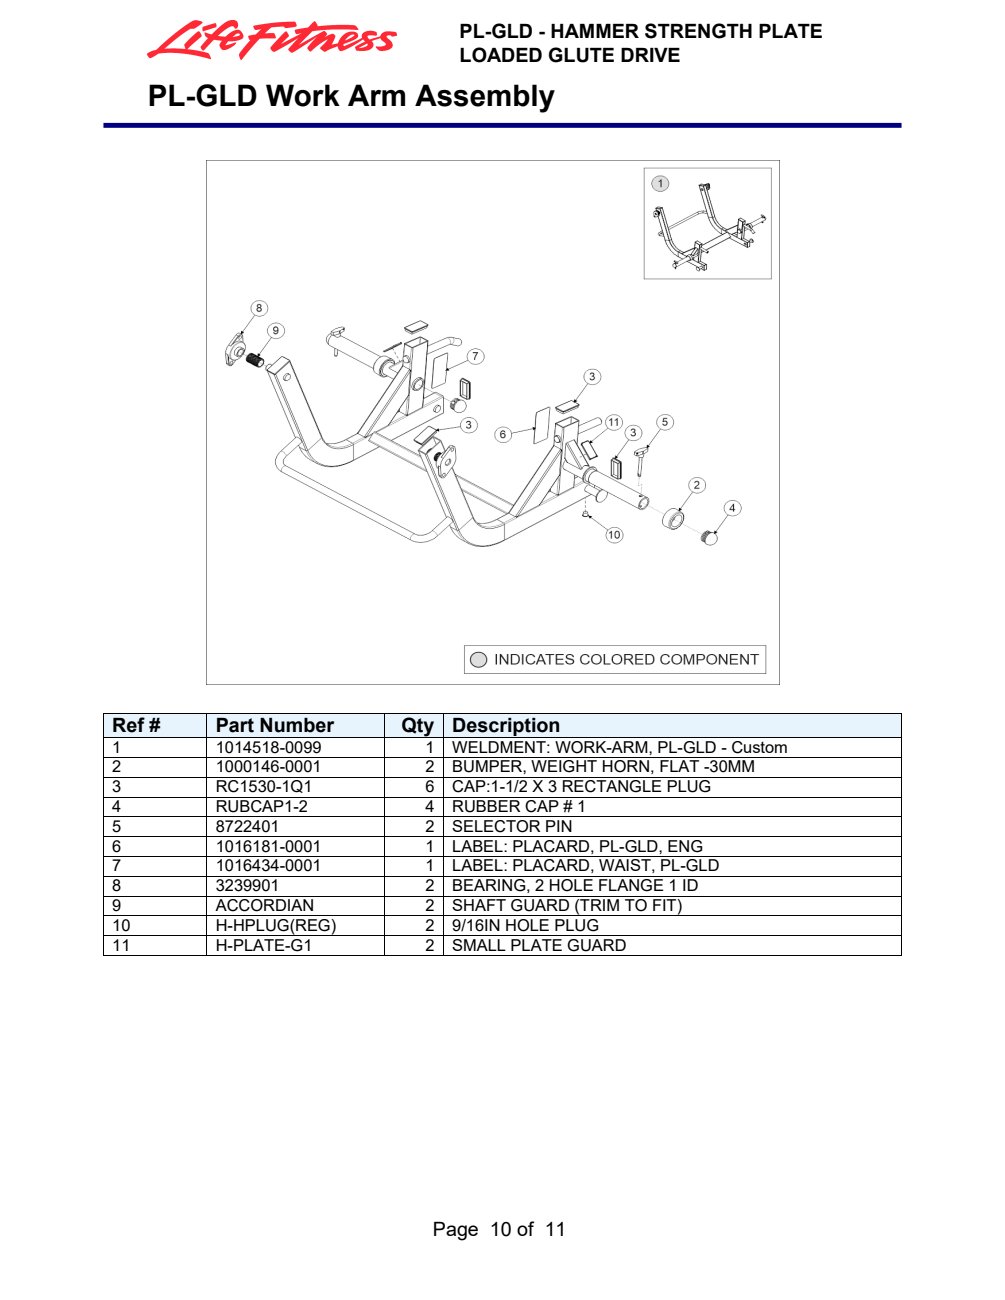 Life Fitness
PL-GLD - HAMMER STRENGTH PLATE
LOADED GLUTE DRIVE
PL-GLD Work Arm Assembly
1
8
9
7
3
3
6
11
3
5
2
4
10
INDICATES COLORED COMPONENT
Ref # Part Number Qty Description
1 1014518-0099 1 WELDMENT: WORK-ARM, PL-GLD - Custom
2 1000146-0001 2 BUMPER, WEIGHT HORN, FLAT -30MM
3 RC1530-1Q1 6 CAP:1-1/2 X 3 RECTANGLE PLUG
4 RUBCAP1-2 4 RUBBER CAP # 1
5 8722401 2 SELECTOR PIN
6 1016181-0001 1 LABEL: PLACARD, PL-GLD, ENG
7 1016434-0001 1 LABEL: PLACARD, WAIST, PL-GLD
8 3239901 2 BEARING, 2 HOLE FLANGE 1 ID
9 ACCORDIAN 2 SHAFT GUARD (TRIM TO FIT)
10 H-HPLUG(REG) 2 9/16IN HOLE PLUG
11 H-PLATE-G1 2 SMALL PLATE GUARD
Page 10 of 11